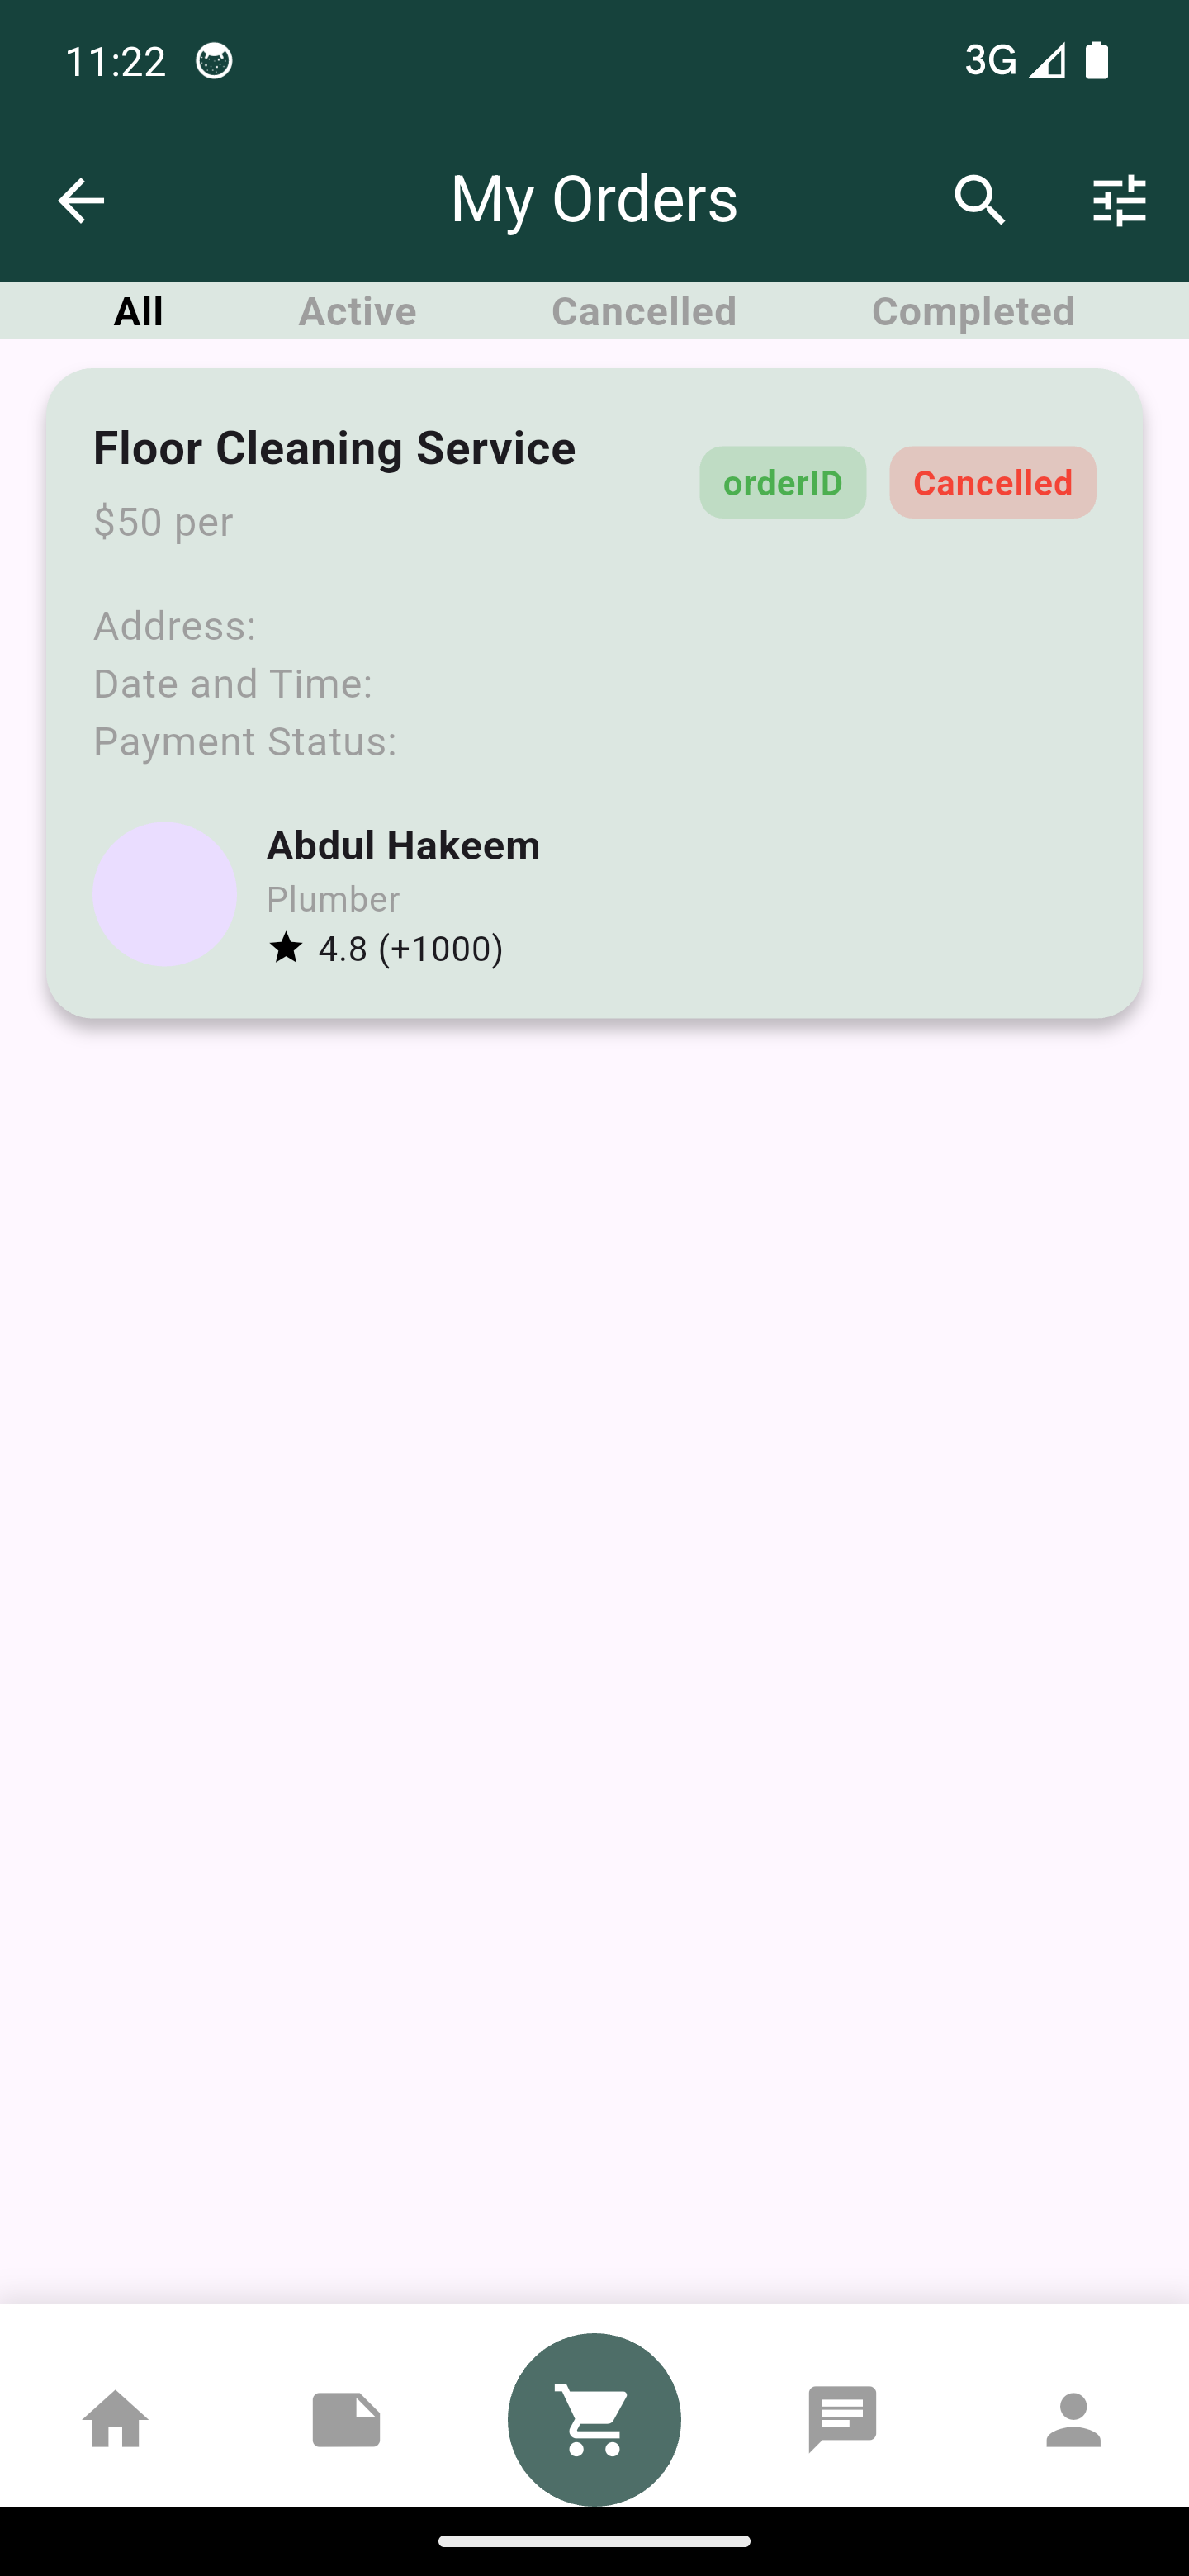 11:22 3G
My Orders
All Active Cancelled Completed
Floor Cleaning Service
orderID Cancelled
$50 per
Address:
Date and Time:
Payment Status:
Abdul Hakeem
Plumber
4.8 (+1000)